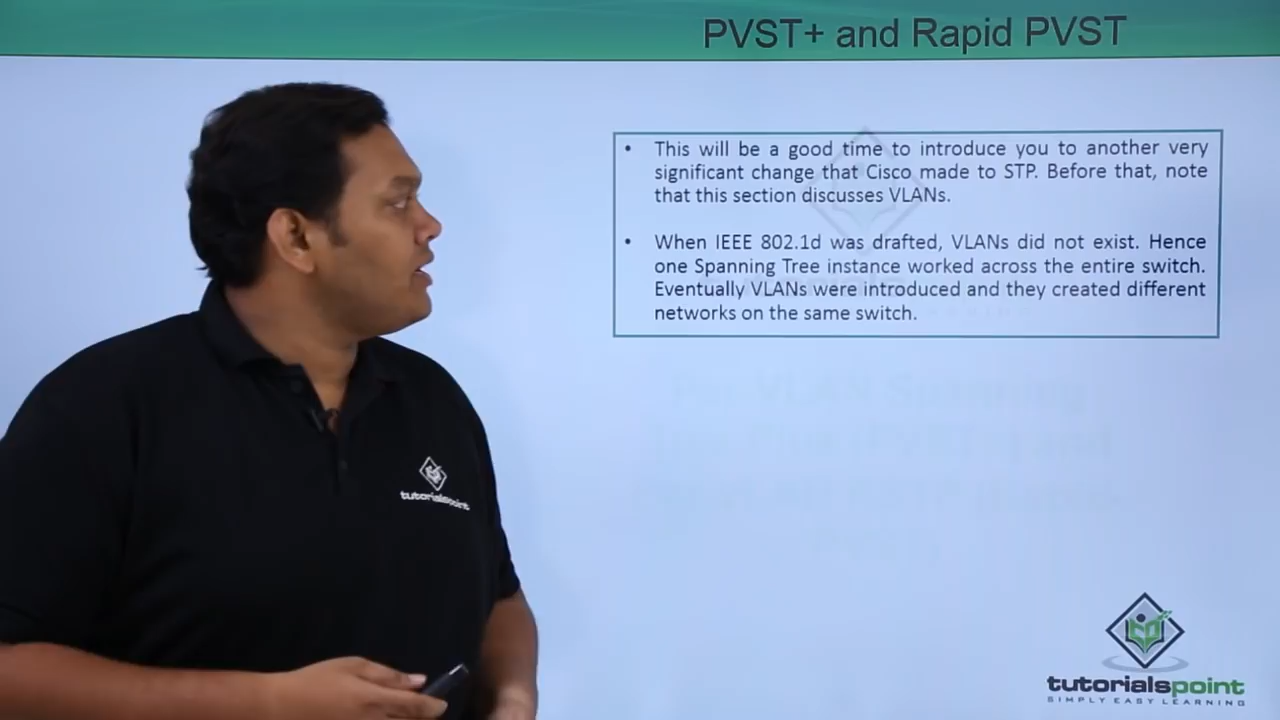 PVST+ and Rapid PVST
• This will be a good time to introduce you to another very
significant change that Cisco made to STP. Before that, note
that this section discusses VLANs.
• When IEEE 802.1d was drafted, VLANs did not exist. Hence
one Spanning Tree instance worked across the entire switch.
Eventually VLANs were introduced and they created different
networks on the same switch.
tutorialspoint
tutorialspoint
SIMPLY EASY LEARNING